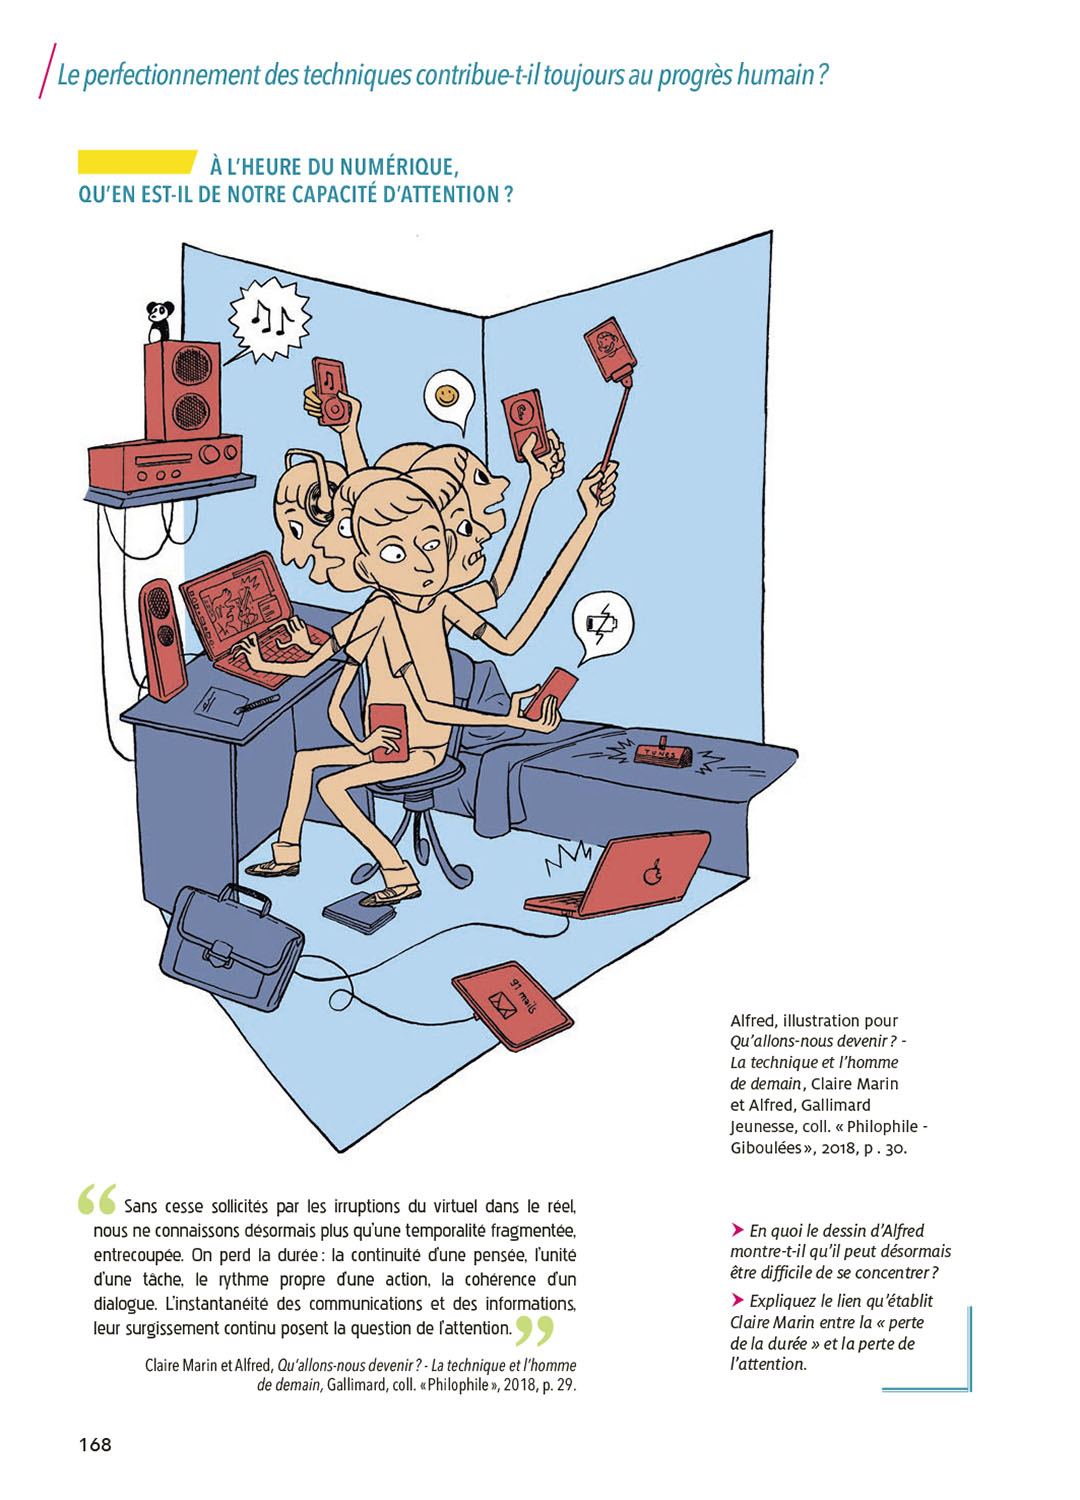 Le perfectionnement des techniques contribue-t-il toujours au progrès humain ?
À L'HEURE DU NUMÉRIQUE,
QU'EN EST-IL DE NOTRE CAPACITÉ D'ATTENTION ?
TUNES
91 mails
Alfred, illustration pour
Qu'allons-nous devenir ? -
La technique et l'homme
de demain, Claire Marin
et Alfred, Gallimard
Jeunesse, coll. « Philophile -
Giboulées », 2018, p . 30.
“ Sans cesse sollicités par les irruptions du virtuel dans le réel,
nous ne connaissons désormais plus qu'une temporalité fragmentée,
entrecoupée. On perd la durée : la continuité d'une pensée, l'unité
d'une tâche, le rythme propre d'une action, la cohérence d'un
dialogue. L'instantanéité des communications et des informations,
leur surgissement continu posent la question de l'attention. ”
Claire Marin et Alfred, Qu'allons-nous devenir ? - La technique et l'homme
de demain, Gallimard, coll. « Philophile », 2018, p. 29.
➤ En quoi le dessin d'Alfred
montre-t-il qu'il peut désormais
être difficile de se concentrer ?
➤ Expliquez le lien qu'établit
Claire Marin entre la « perte
de la durée » et la perte de
l'attention.
168